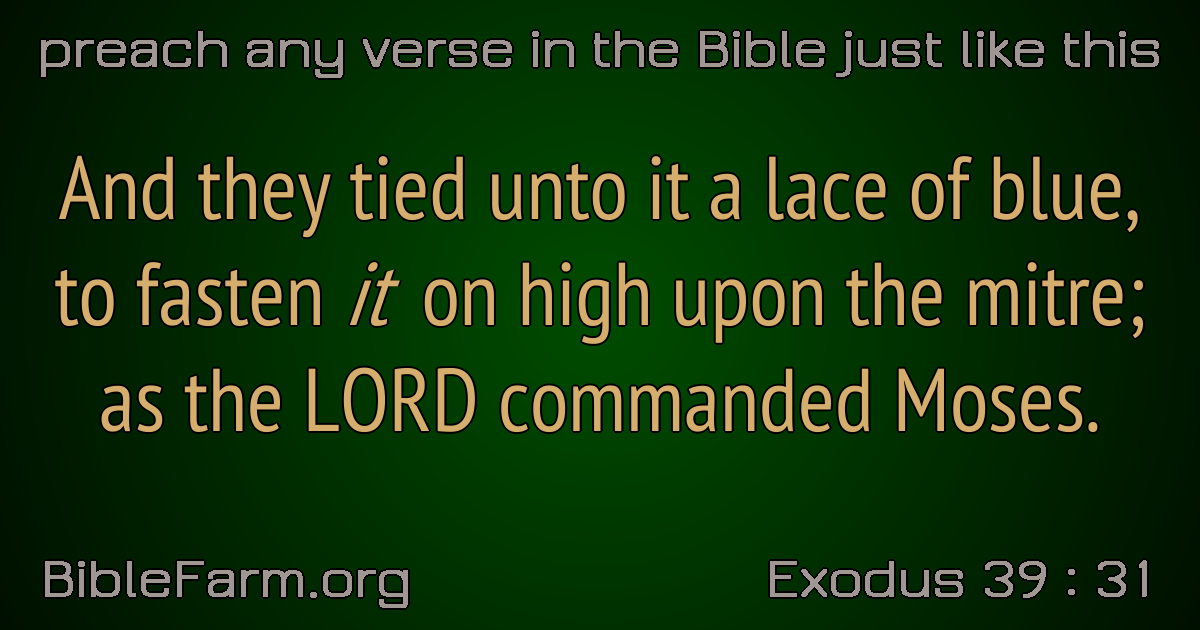 preach any verse in the Bible just like this
And they tied unto it a lace of blue,
to fasten it on high upon the mitre;
as the LORD commanded Moses.
BibleFarm.org
Exodus 39 : 31